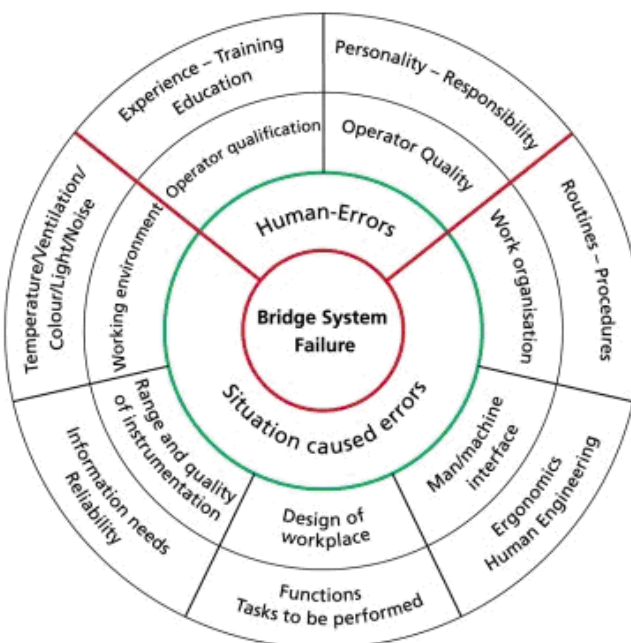 Experience – Training
Education
Personality – Responsibility
Operator qualification
Operator Quality
Temperature/Ventilation/
Colour/Light/Noise
Working environment
Human-Errors
Work organisation
Routines – Procedures
Bridge System
Failure
Situation caused errors
Range and quality
of instrumentation
Information needs
Reliability
Design of
workplace
Functions
Tasks to be performed
Man/machine
interface
Ergonomics
Human Engineering